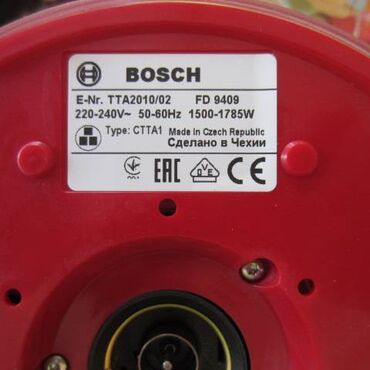 BOSCH
E-Nr. TTA2010/02 FD 9409
220-240V~ 50-60Hz 1500-1785W
Type: CTTA1 Made in Czech Republic
Сделано в Чехии
EAC VDE CE